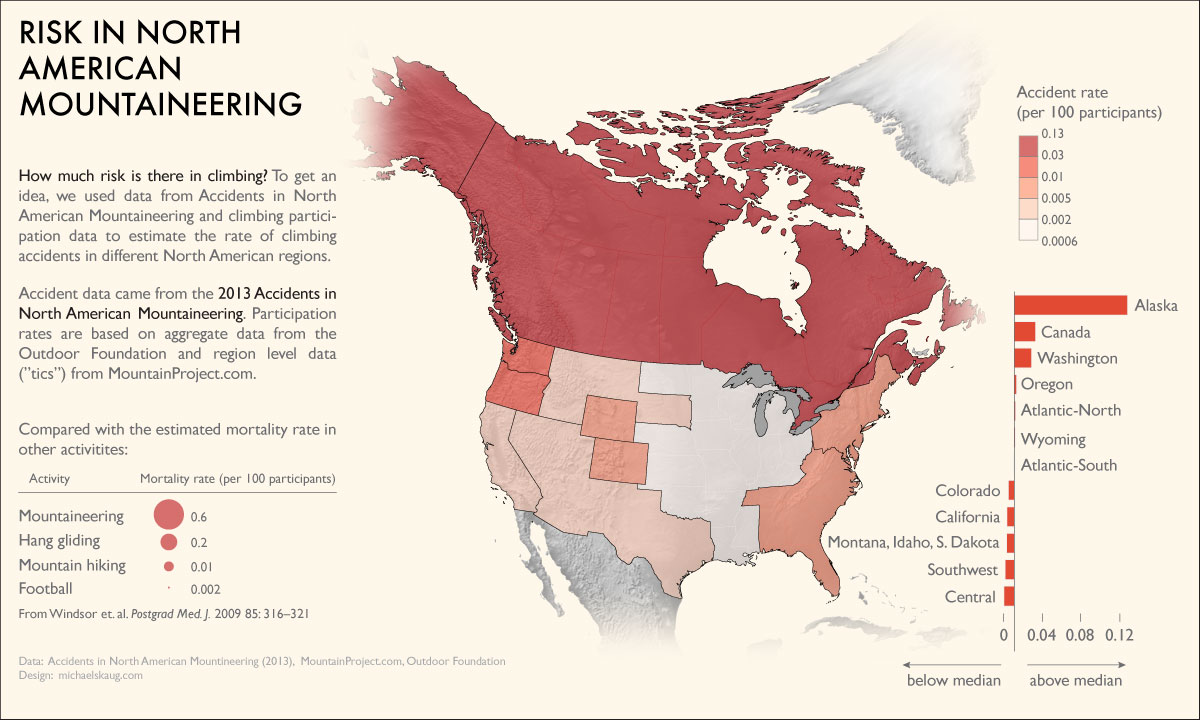 RISK IN NORTH
AMERICAN
MOUNTAINEERING
How much risk is there in climbing? To get an
idea, we used data from Accidents in North
American Mountaineering and climbing partici-
pation data to estimate the rate of climbing
accidents in different North American regions.
Accident data came from the 2013 Accidents in
North American Mountaineering. Participation
rates are based on aggregate data from the
Outdoor Foundation and region level data
("tics") from MountainProject.com.
Compared with the estimated mortality rate in
other activitites:
Activity Mortality rate (per 100 participants)
Mountaineering 0.6
Hang gliding 0.2
Mountain hiking 0.01
Football 0.002
From Windsor et. al. Postgrad Med. J. 2009 85: 316–321
Data: Accidents in North American Mountineering (2013), MountainProject.com, Outdoor Foundation
Design: michaelskaug.com
Accident rate
(per 100 participants)
0.13
0.03
0.01
0.005
0.002
0.0006
Alaska
Canada
Washington
Oregon
Atlantic-North
Wyoming
Atlantic-South
Colorado
California
Montana, Idaho, S. Dakota
Southwest
Central
0 0.04 0.08 0.12
below median above median